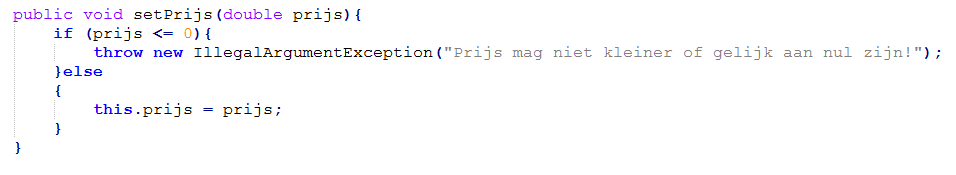 public void setPrijs(double prijs){
    if (prijs <= 0){
        throw new IllegalArgumentException("Prijs mag niet kleiner of gelijk aan nul zijn!");
    }else
    {
        this.prijs = prijs;
    }
}